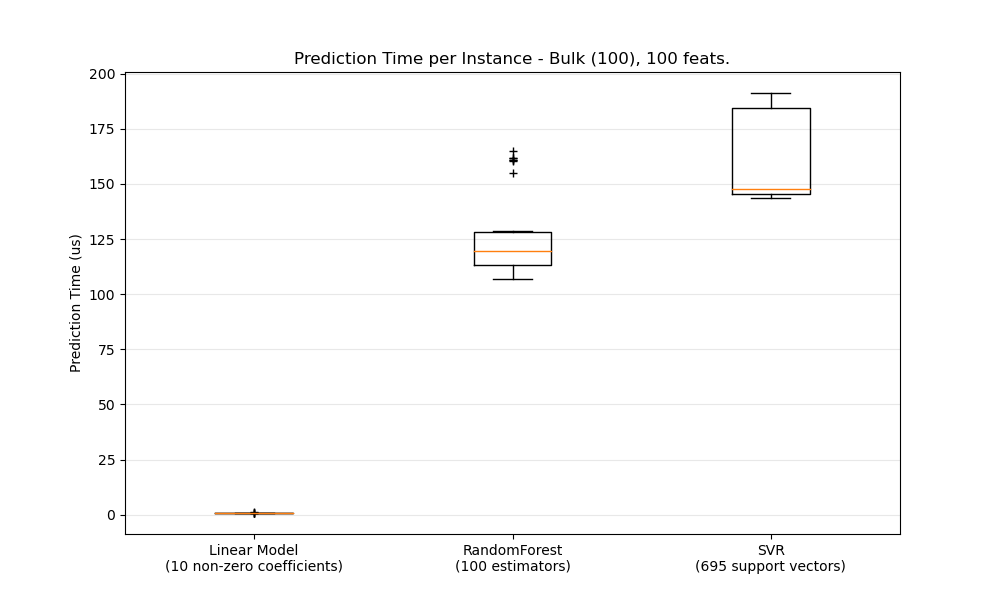 Prediction Time per Instance - Bulk (100), 100 feats.
200
175
150
125
100
75
50
25
0
Prediction Time (us)
Linear Model
(10 non-zero coefficients)
RandomForest
(100 estimators)
SVR
(695 support vectors)